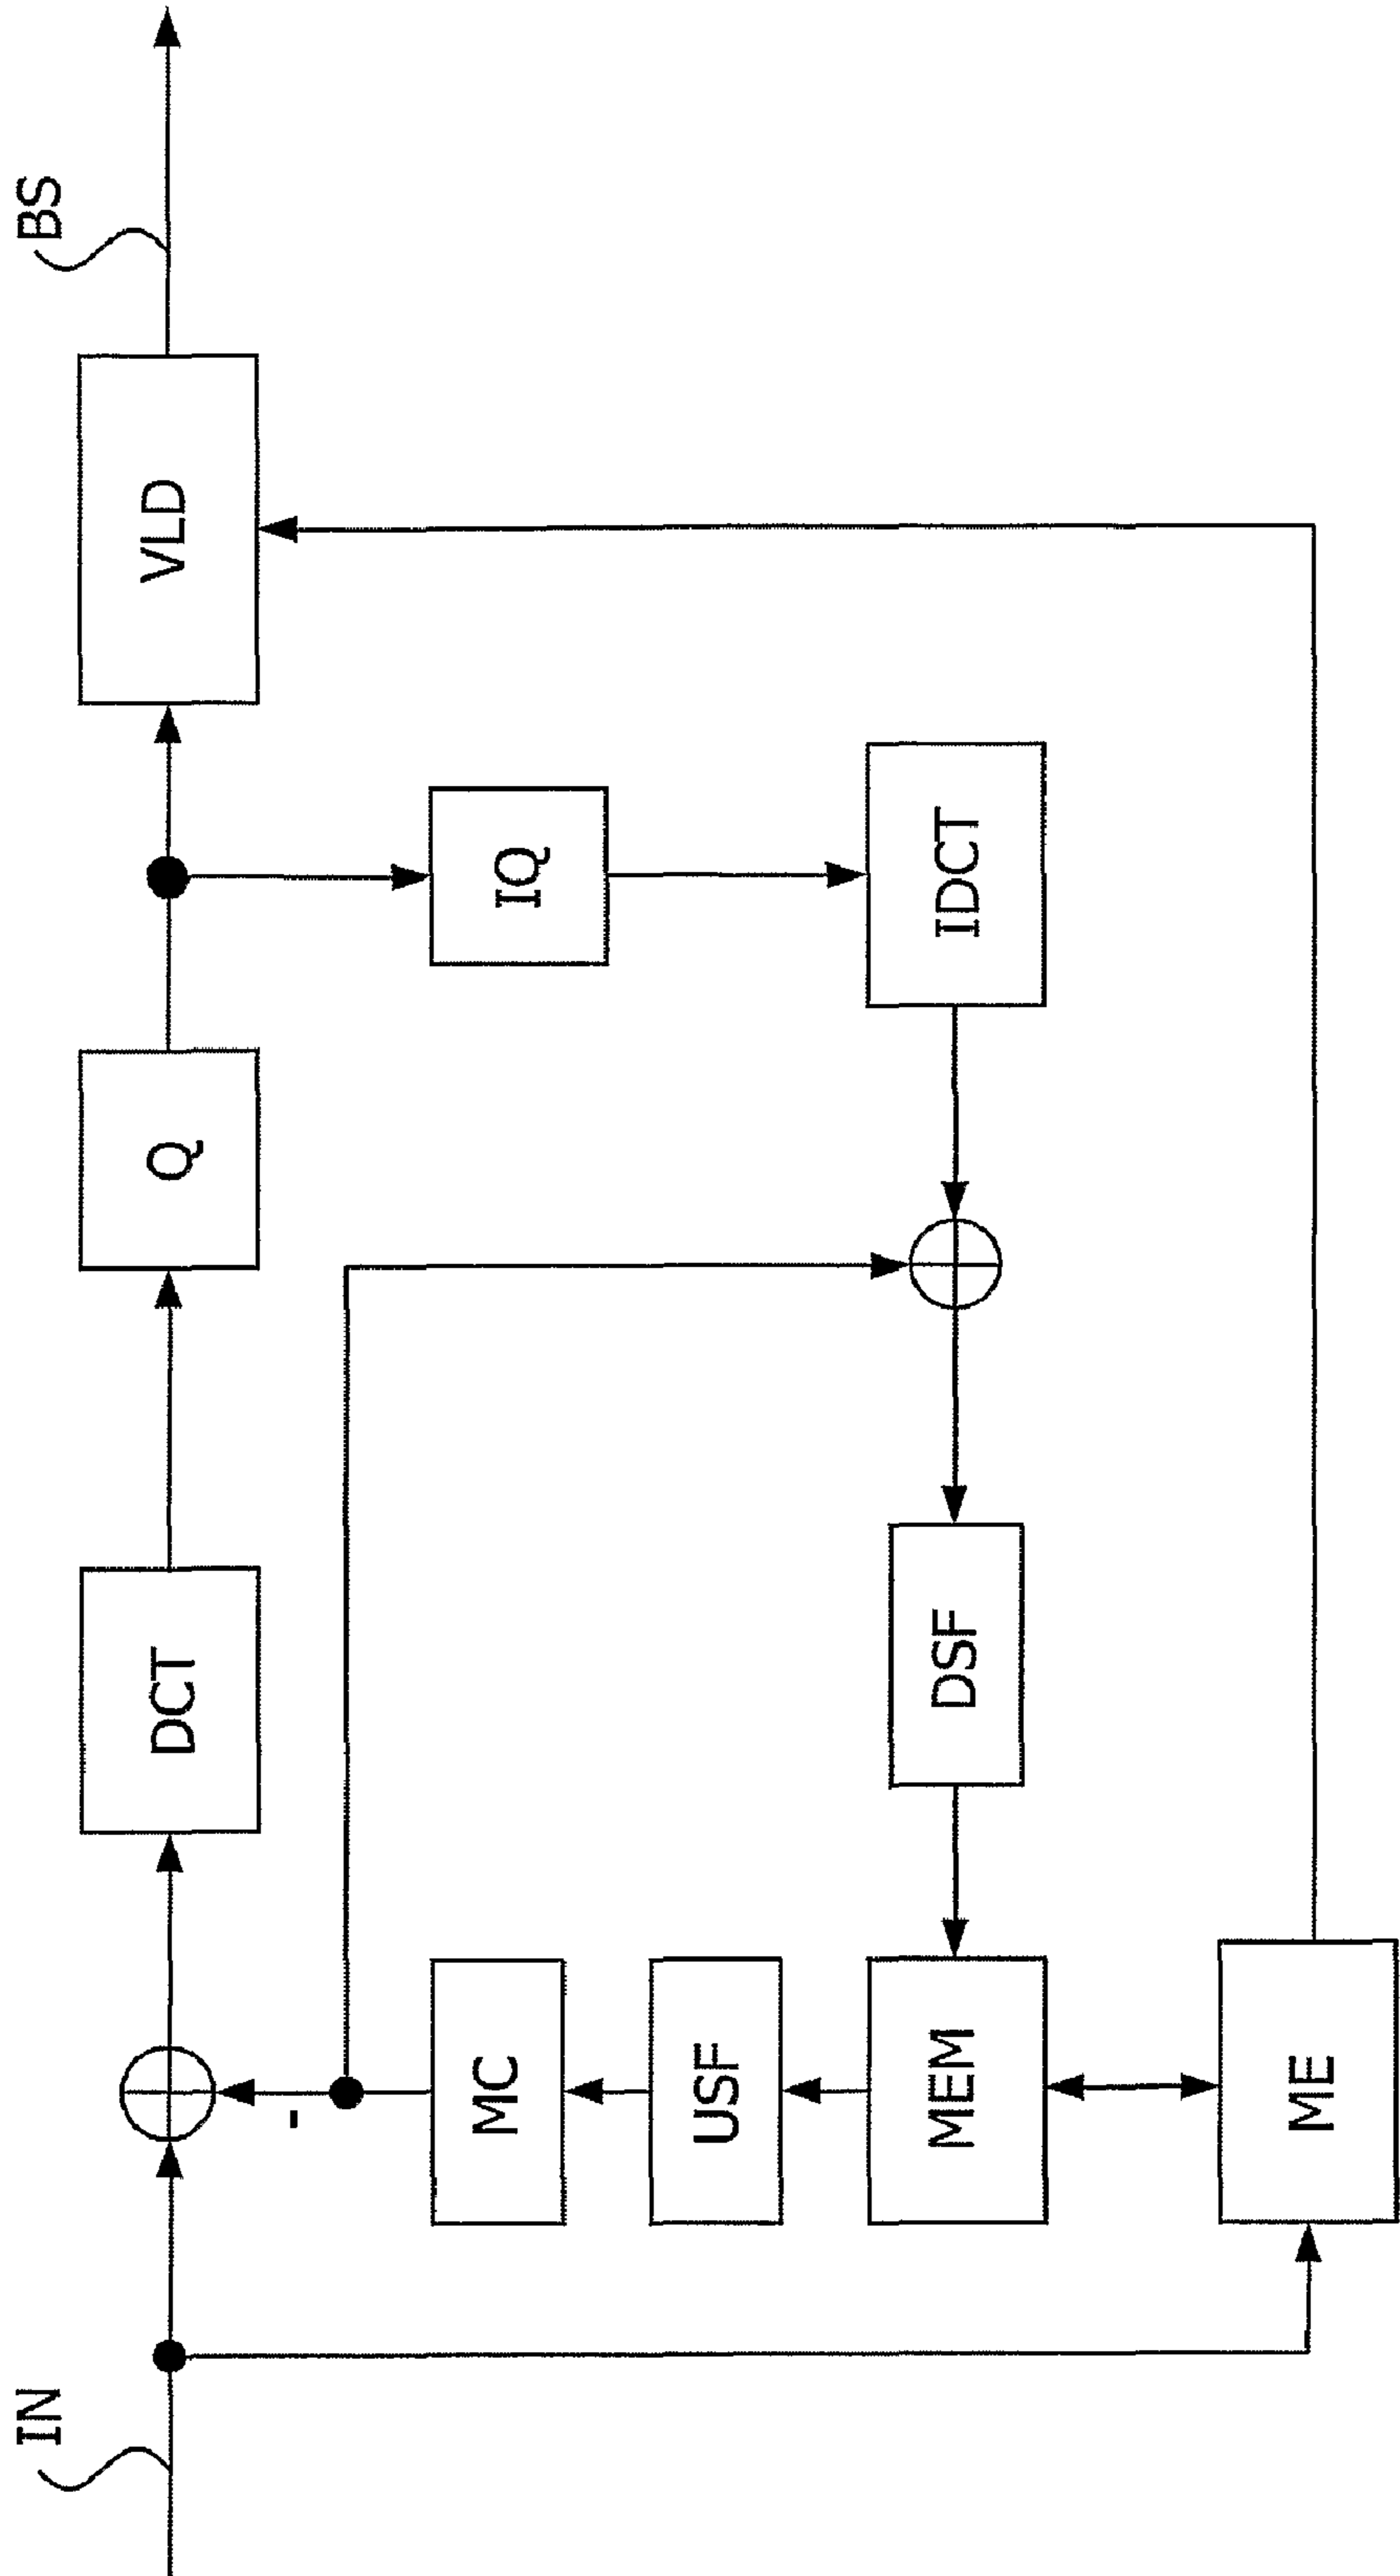 IN
BS
DCT
Q
VLD
-
MC
IQ
USF
MEM
DSF
IDCT
ME